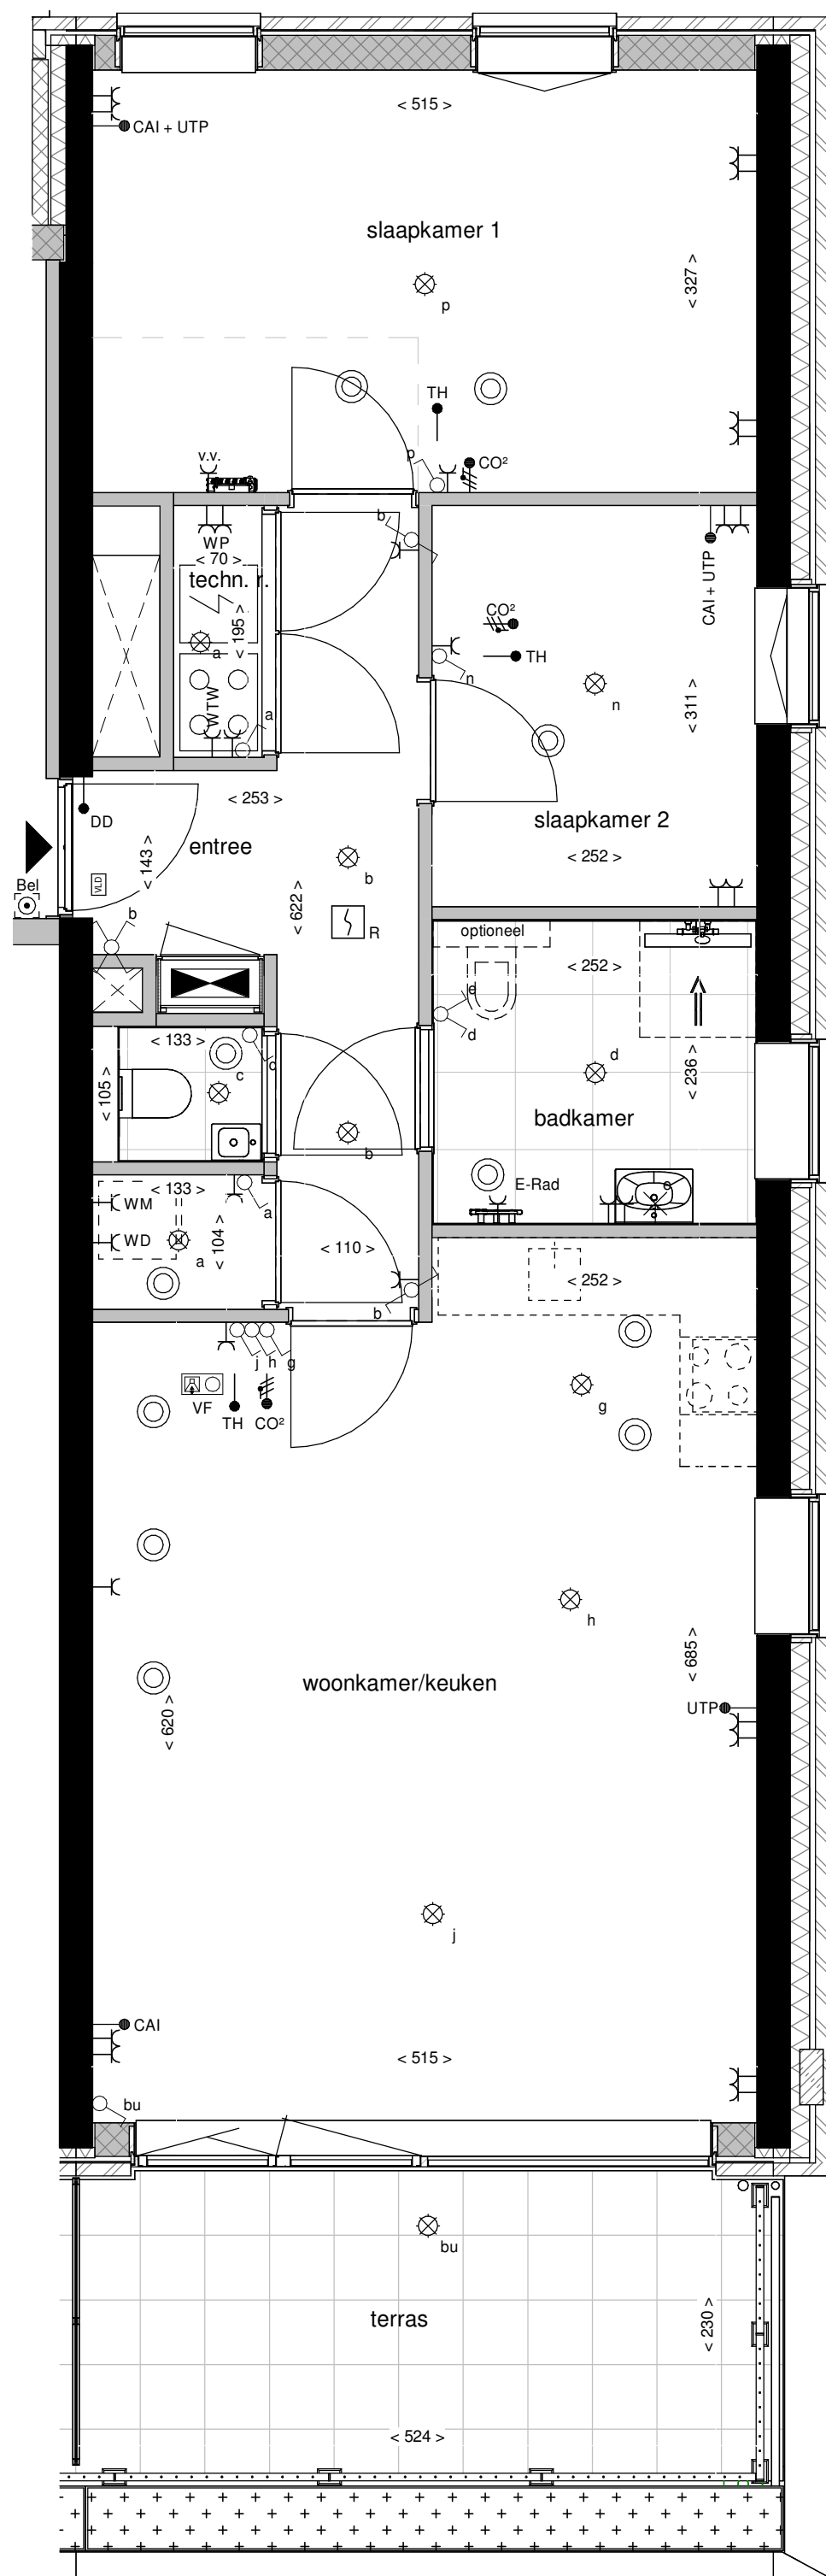 < 515 >
CAI + UTP
slaapkamer 1
< 327 >
p
TH
p
CO²
v.v.
b
WP
< 70 >
techn. r.
CAI + UTP
CO²
< 195 >
a
TH
n
n
< 311 >
WTW
a
< 253 >
DD
slaapkamer 2
entree
< 143 >
< 252 >
b
VLD
Bel
< 622 >
b
R
optioneel
< 252 >
e
d
< 133 >
c
c
d
< 236 >
< 105 >
badkamer
b
E-Rad
e
< 133 >
WM
a
WD
< 104 >
a
< 110 >
< 252 >
b
j h g
VF
TH
CO²
g
h
< 685 >
woonkamer/keuken
UTP
< 620 >
j
CAI
< 515 >
bu
bu
terras
< 230 >
< 524 >